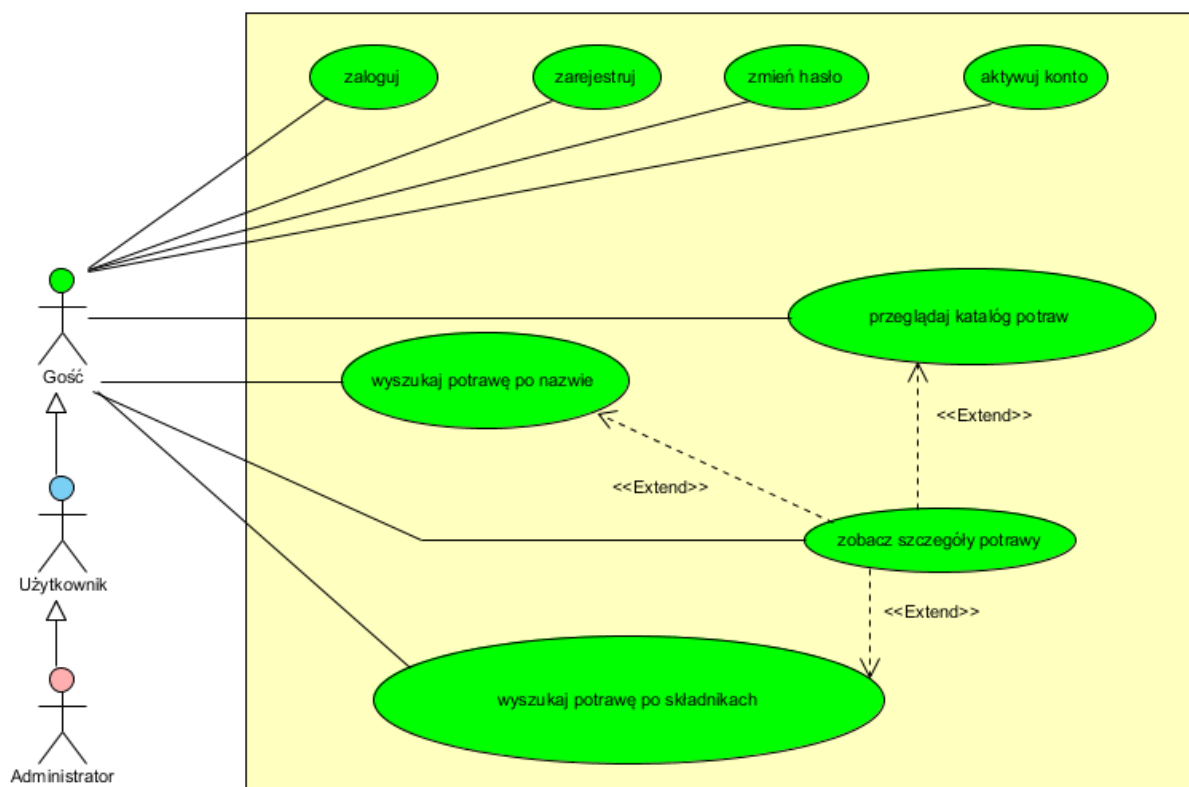 zaloguj
zarejestruj
zmień hasło
aktywuj konto
przeglądaj katalóg potraw
Gość
wyszukaj potrawę po nazwie
<<Extend>>
<<Extend>>
zobacz szczegóły potrawy
Użytkownik
<<Extend>>
wyszukaj potrawę po składnikach
Administrator